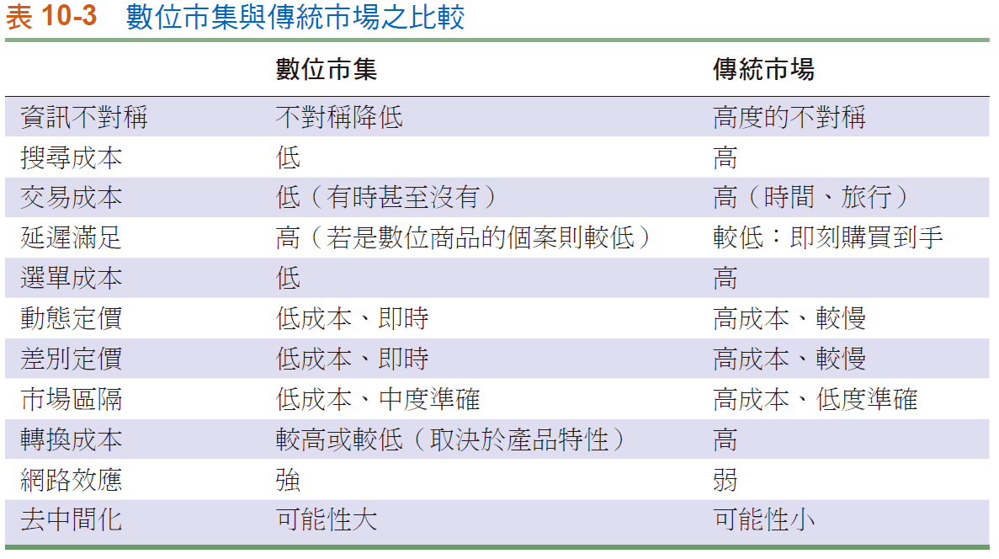 表 10-3 數位市集與傳統市場之比較
數位市集 傳統市場
資訊不對稱 不對稱降低 高度的不對稱
搜尋成本 低 高
交易成本 低（有時甚至沒有） 高（時間、旅行）
延遲滿足 高（若是數位商品的個案則較低） 較低：即刻購買到手
選單成本 低 高
動態定價 低成本、即時 高成本、較慢
差別定價 低成本、即時 高成本、較慢
市場區隔 低成本、中度準確 高成本、低度準確
轉換成本 較高或較低（取決於產品特性） 高
網路效應 強 弱
去中間化 可能性大 可能性小